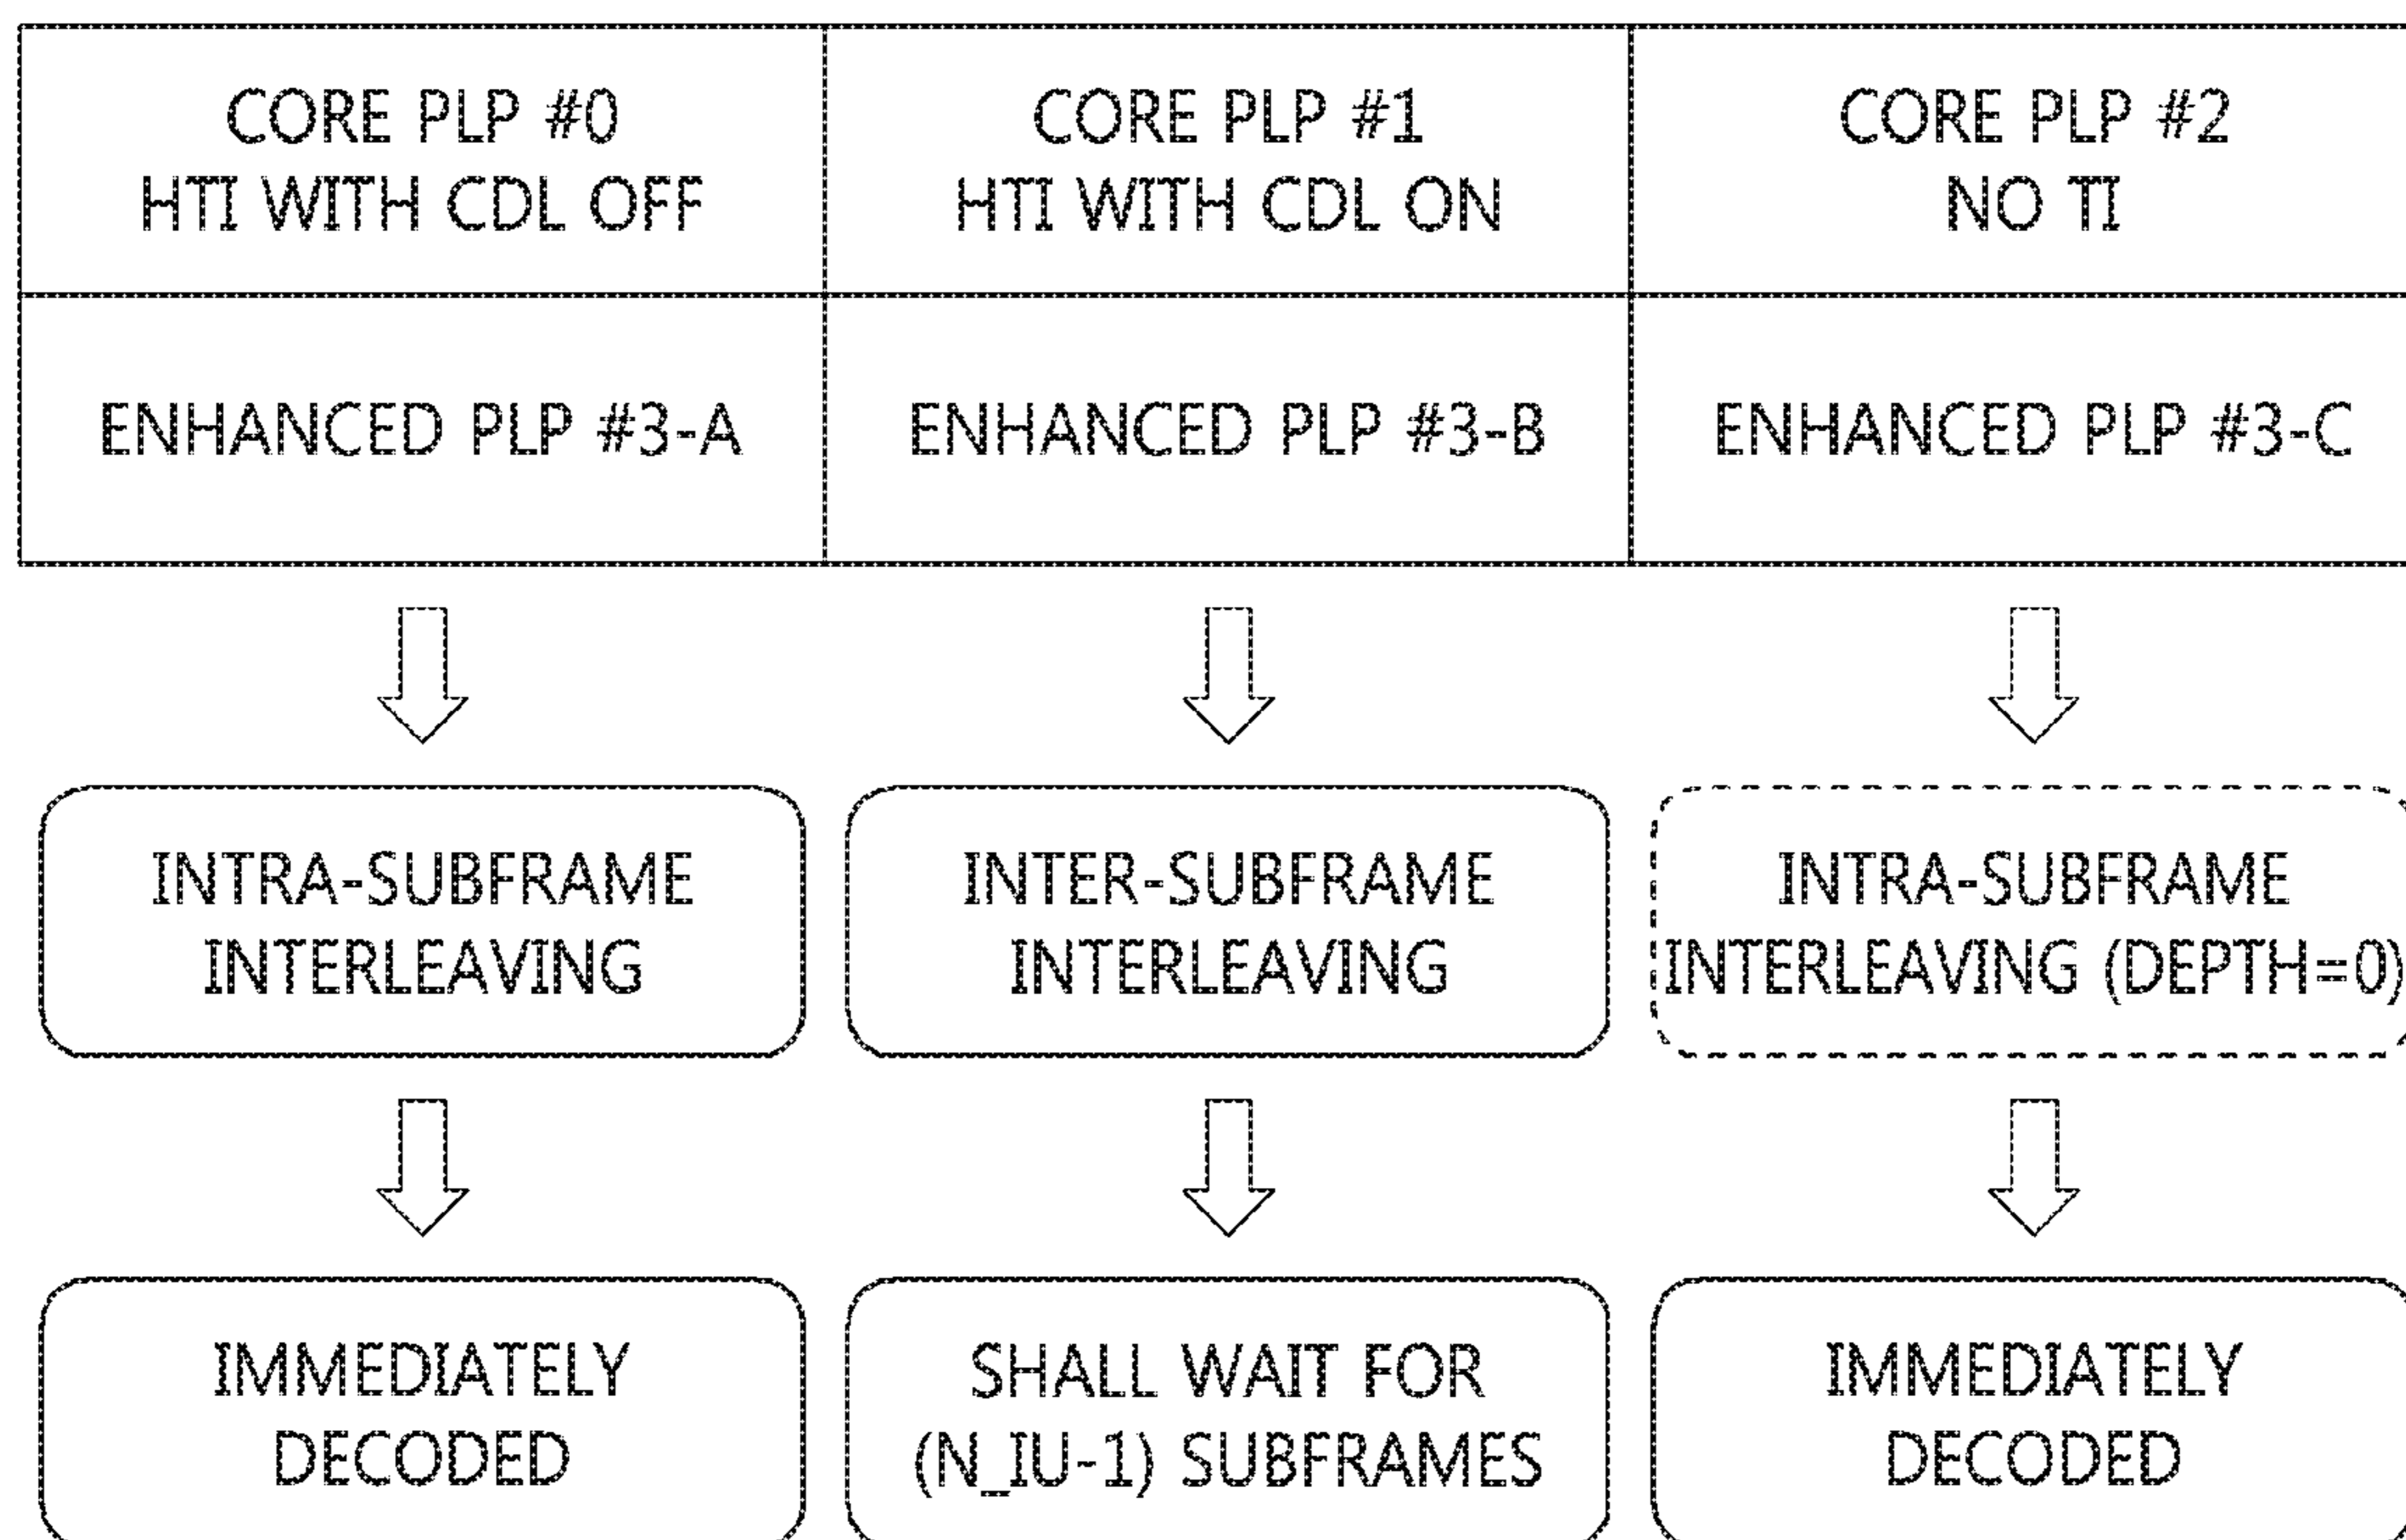 CORE PLP #0
HTI WITH CDL OFF
CORE PLP #1
HTI WITH CDL ON
CORE PLP #2
NO TI
ENHANCED PLP #3-A
ENHANCED PLP #3-B
ENHANCED PLP #3-C
INTRA-SUBFRAME
INTERLEAVING
INTER-SUBFRAME
INTERLEAVING
INTRA-SUBFRAME
INTERLEAVING (DEPTH=0)
IMMEDIATELY
DECODED
SHALL WAIT FOR
(N_IU-1) SUBFRAMES
IMMEDIATELY
DECODED